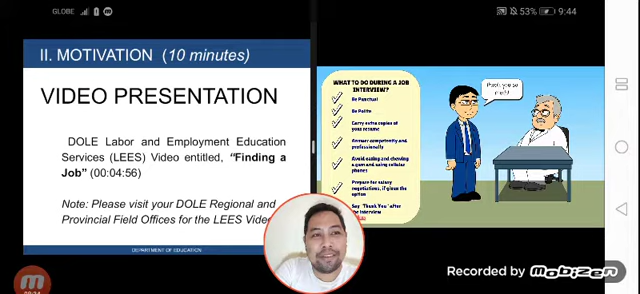 GLOBE
53% 9:44
II. MOTIVATION (10 minutes)
VIDEO PRESENTATION
DOLE Labor and Employment Education
Services (LEES) Video entitled, “Finding a
Job” (00:04:56)
Note: Please visit your DOLE Regional and
Provincial Field Offices for the LEES Video
DEPARTMENT OF EDUCATION
WHAT TO DO DURING A JOB
INTERVIEW?
Be Punctual
Be Polite
Carry extra copies of
your resume
Answer competently and
professionally
Avoid eating and chewing
a gum and using cellular
phones
Prepare for salary
negotiations, if given the
option
Say "Thank You" after
the interview
Thank you so
much!
Recorded by mobizen